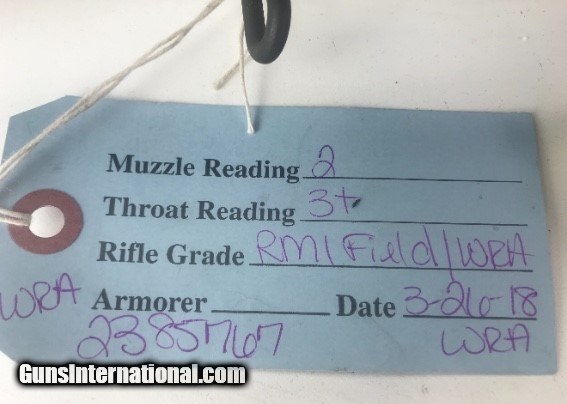 Muzzle Reading 2
Throat Reading 3+
Rifle Grade RM1 Field/WRA
WRA Armorer Date 3-26-18
2385767 WRA
GunsInternational.com